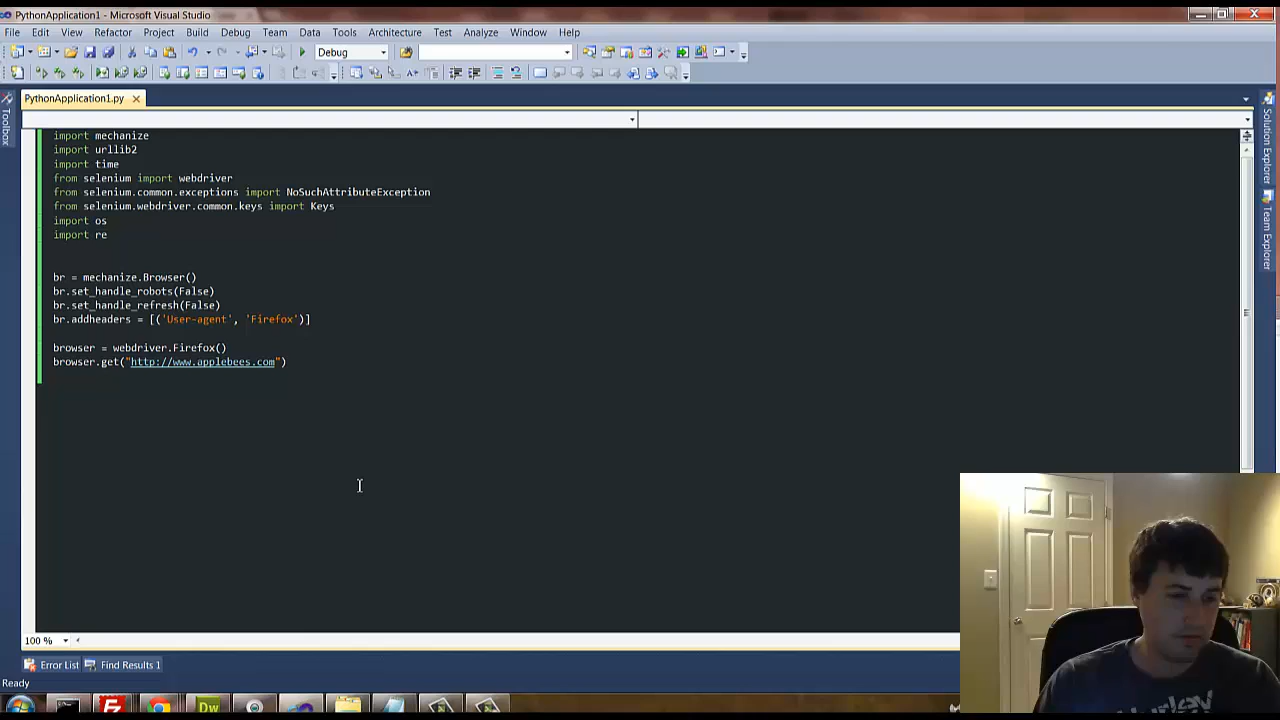 PythonApplication1 - Microsoft Visual Studio
File Edit View Refactor Project Build Debug Team Data Tools Architecture Test Analyze Window Help
Debug
PythonApplication1.py
Toolbox
Solution Explorer
Team Explorer
import mechanize
import urllib2
import time
from selenium import webdriver
from selenium.common.exceptions import NoSuchAttributeException
from selenium.webdriver.common.keys import Keys
import os
import re
br = mechanize.Browser()
br.set_handle_robots(False)
br.set_handle_refresh(False)
br.addheaders = [('User-agent', 'Firefox')]
browser = webdriver.Firefox()
browser.get("http://www.applebees.com")
100 %
Error List Find Results 1
Ready
Dw